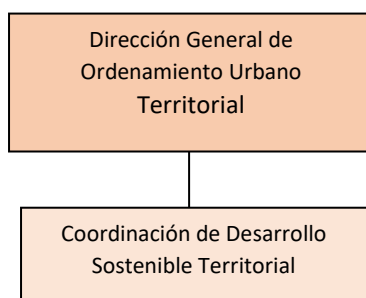 Dirección General de
Ordenamiento Urbano
Territorial
Coordinación de Desarrollo
Sostenible Territorial